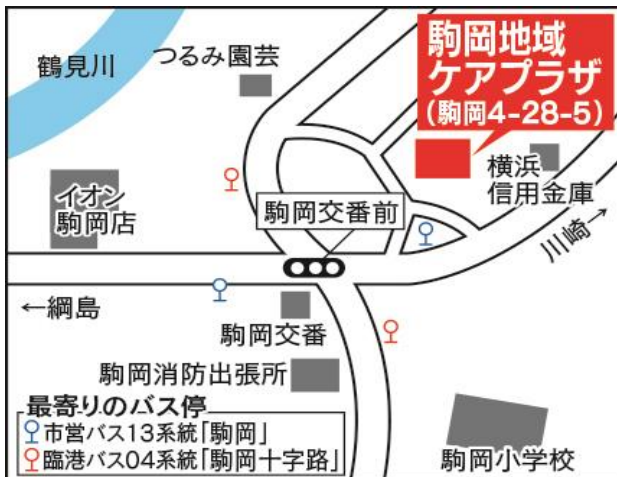 鶴見川
つるみ園芸
駒岡地域
ケアプラザ
(駒岡4-28-5)
イオン
駒岡店
駒岡交番前
横浜
信用金庫
川崎→
←綱島
駒岡交番
駒岡消防出張所
最寄りのバス停
市営バス13系統「駒岡」
臨港バス04系統「駒岡十字路」
駒岡小学校